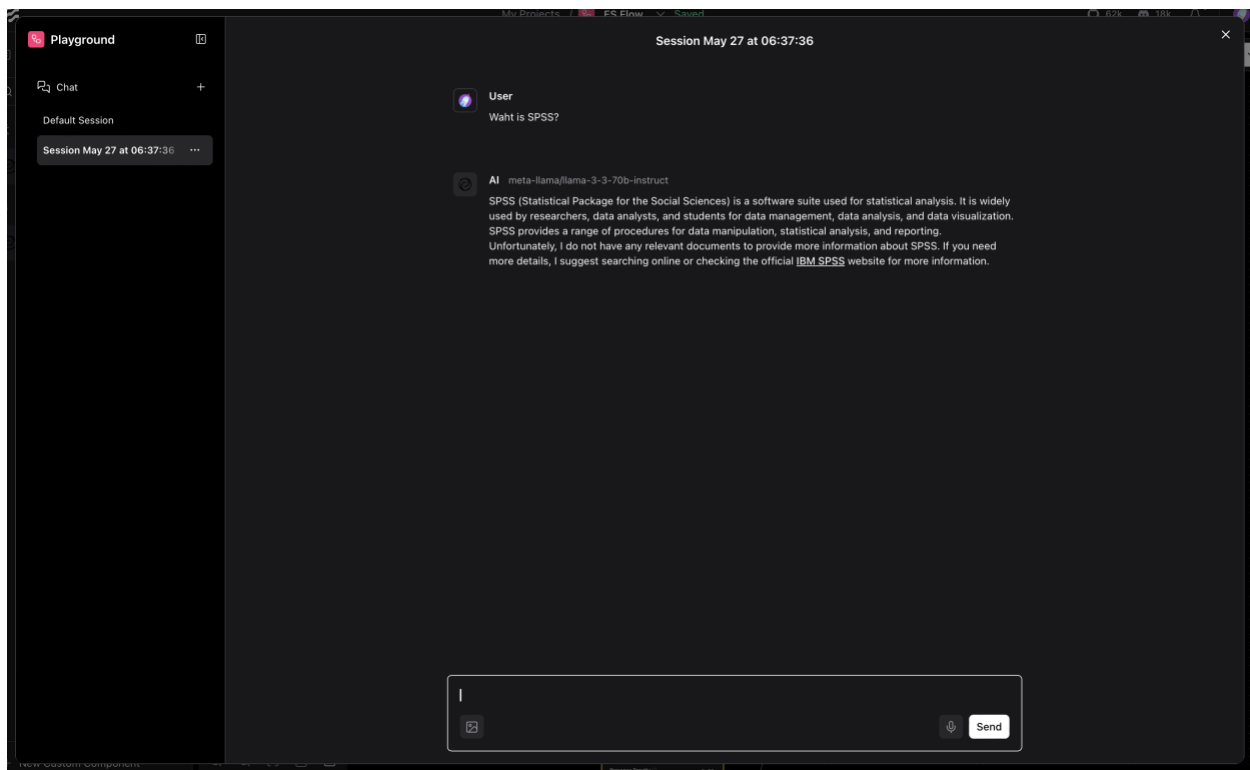 My Projects / ES Flow Saved 62k 18k
Playground
Session May 27 at 06:37:36
Chat
Default Session
Session May 27 at 06:37:36
User
Waht is SPSS?
AI meta-llama/llama-3-3-70b-instruct
SPSS (Statistical Package for the Social Sciences) is a software suite used for statistical analysis. It is widely
used by researchers, data analysts, and students for data management, data analysis, and data visualization.
SPSS provides a range of procedures for data manipulation, statistical analysis, and reporting.
Unfortunately, I do not have any relevant documents to provide more information about SPSS. If you need
more details, I suggest searching online or checking the official IBM SPSS website for more information.
Send
New Custom Component